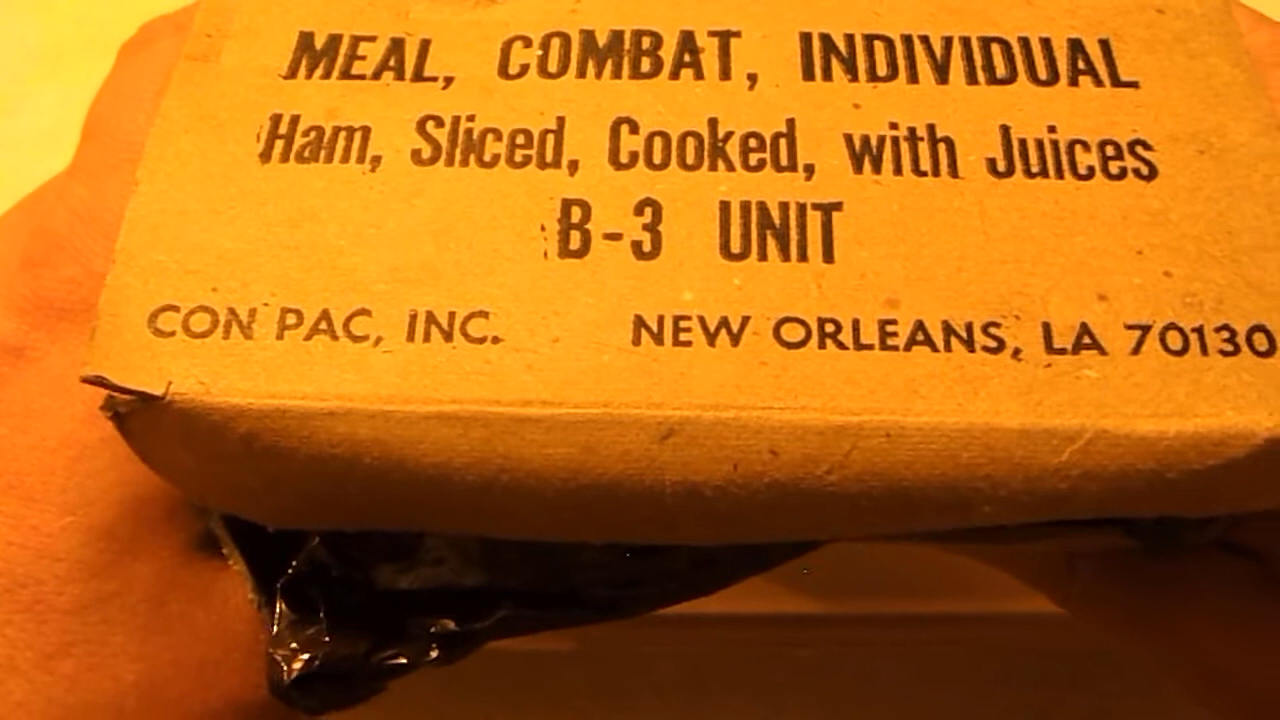 MEAL, COMBAT, INDIVIDUAL
Ham, Sliced, Cooked, with Juices
B-3 UNIT
CON PAC, INC. NEW ORLEANS, LA 70130